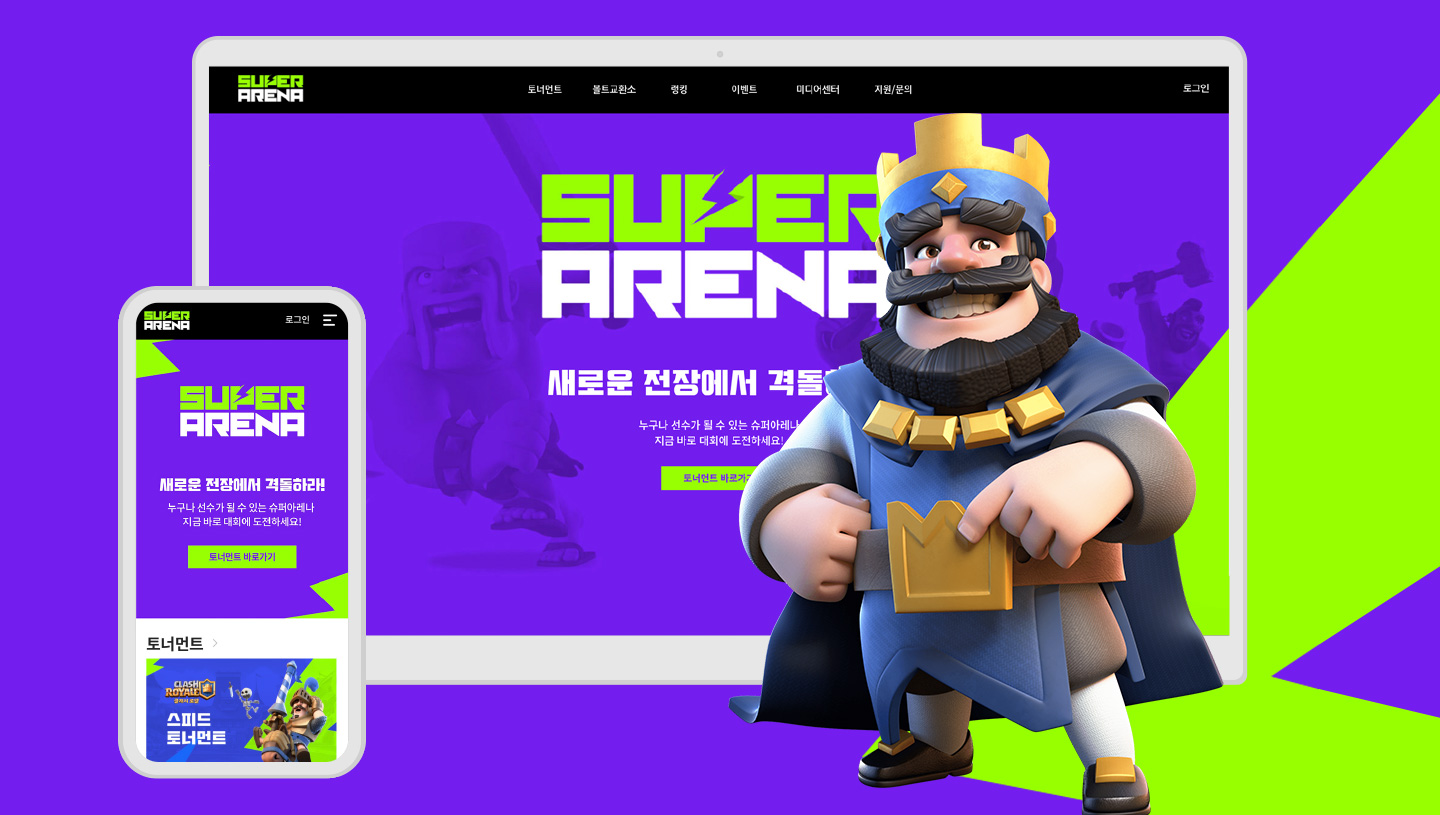 SUPER
ARENA
토너먼트 볼트교환소 랭킹 이벤트 미디어센터 지원/문의
로그인
SUPER
ARENA
새로운 전장에서 격돌
누구나 선수가 될 수 있는 슈퍼아레나
지금 바로 대회에 도전하세요!
토너먼트 바로가기
SUPER
ARENA
로그인
SUPER
ARENA
새로운 전장에서 격돌하라!
누구나 선수가 될 수 있는 슈퍼아레나
지금 바로 대회에 도전하세요!
토너먼트 바로가기
토너먼트
CLASH
ROYALE
클래시 로얄
스피드
토너먼트